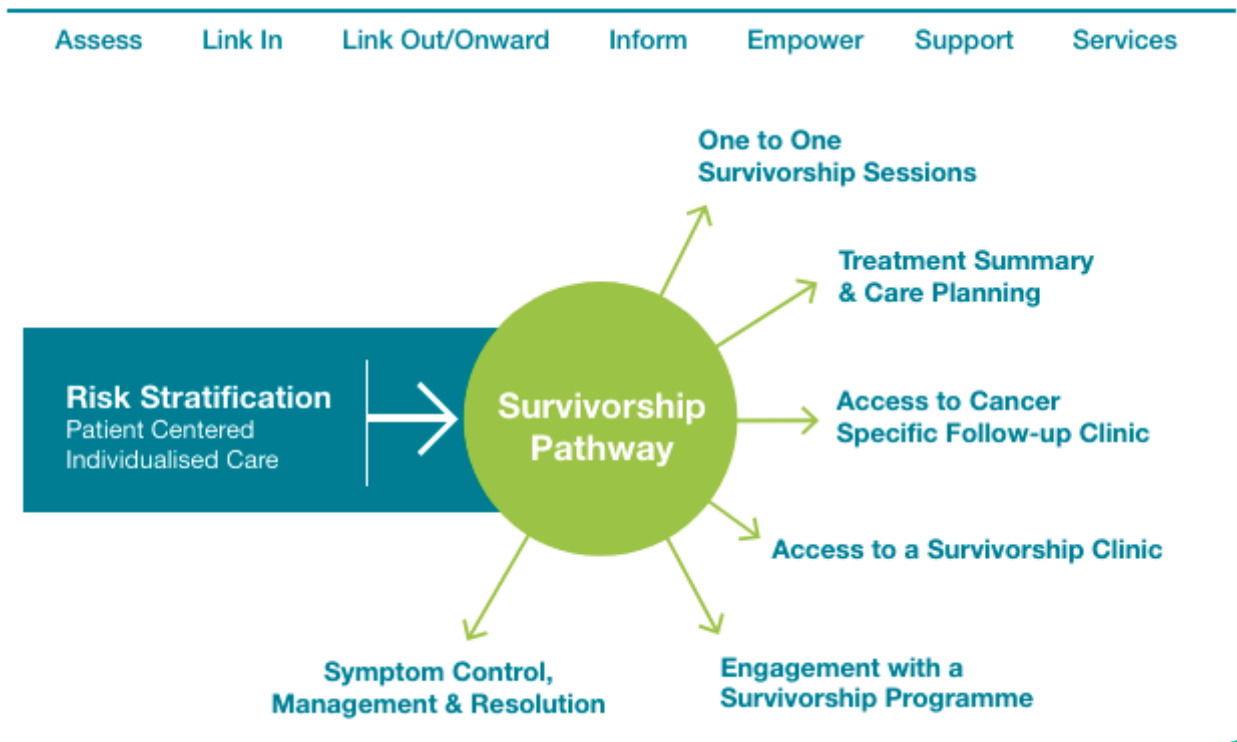 Assess Link In Link Out/Onward Inform Empower Support Services
One to One
Survivorship Sessions
Treatment Summary
& Care Planning
Risk Stratification
Patient Centered
Individualised Care
Survivorship
Pathway
Access to Cancer
Specific Follow-up Clinic
Access to a Survivorship Clinic
Symptom Control,
Management & Resolution
Engagement with a
Survivorship Programme